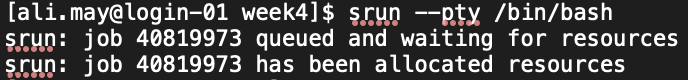 [ali.may@login-01 week4]$ srun --pty /bin/bash
srun: job 40819973 queued and waiting for resources
srun: job 40819973 has been allocated resources